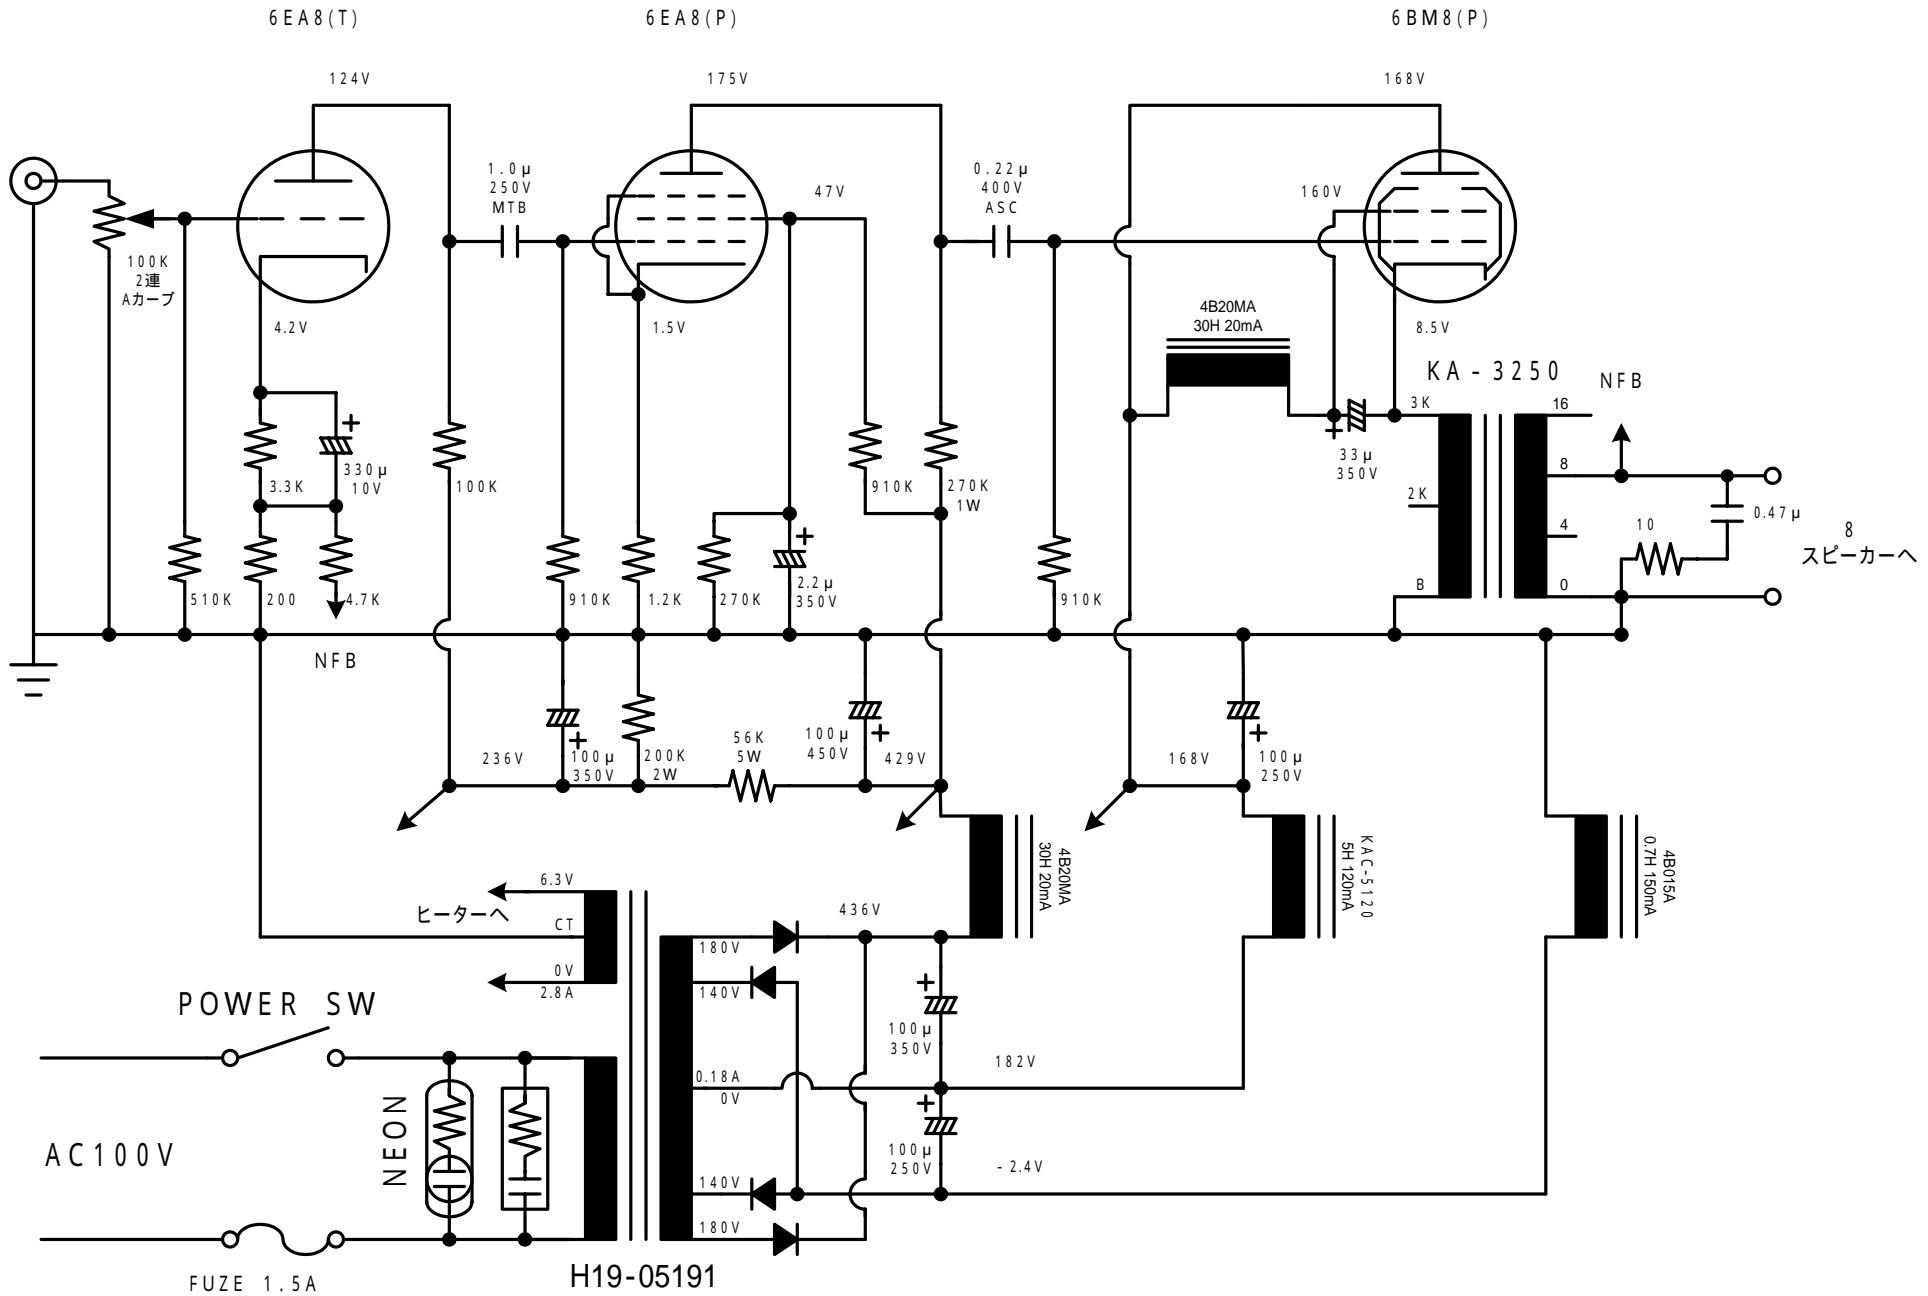 6EA8(T)
6EA8(P)
6BM8(P)
124V
175V
168V
1.0μ
250V
MTB
47V
0.22μ
400V
ASC
160V
100K
2連
Aカーブ
4.2V
1.5V
4B20MA
30H 20mA
8.5V
KA-3250
NFB
3K
16
330μ
10V
3.3K
100K
910K
270K
1W
33μ
350V
2K
8
4
10
0.47μ
8
スピーカーへ
510K
200
4.7K
910K
1.2K
270K
2.2μ
350V
910K
B
0
NFB
236V
100μ
350V
200K
2W
56K
5W
100μ
450V
429V
168V
100μ
250V
4B20MA
30H 20mA
KAC-5120
5H 120mA
4B015A
0.7H 150mA
6.3V
ヒーターへ
CT
0V
2.8A
436V
180V
140V
POWER SW
100μ
350V
182V
0.18A
0V
AC100V
NEON
100μ
250V
-2.4V
140V
180V
FUZE 1.5A
H19-05191